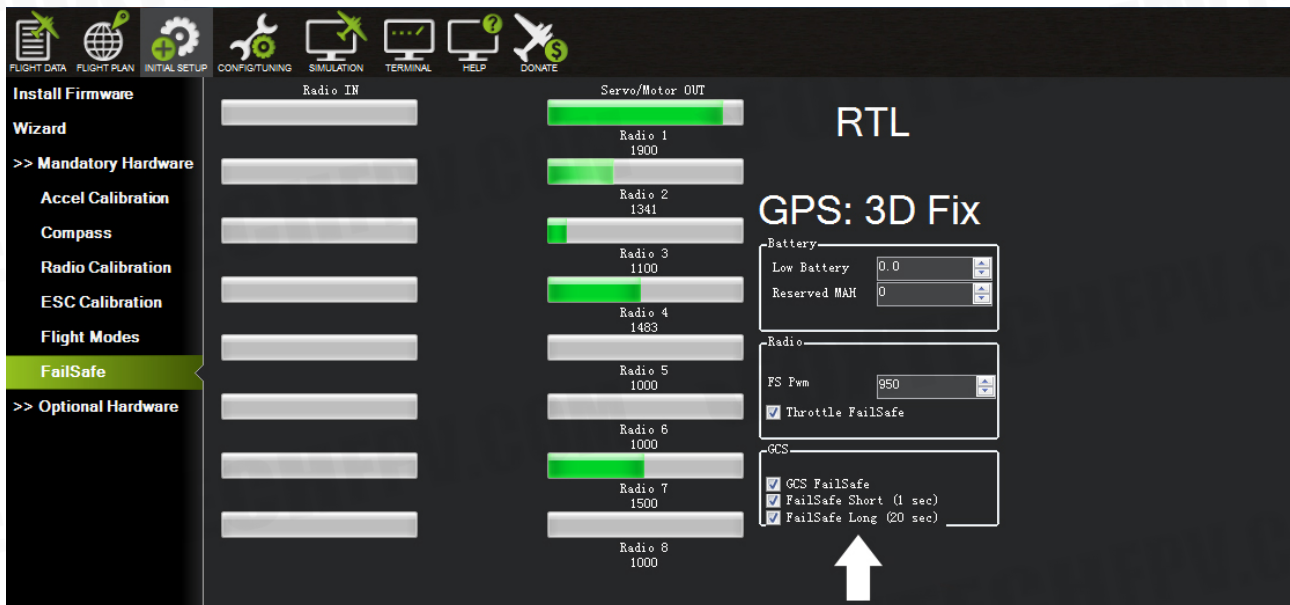 FLIGHT DATA FLIGHT PLAN INITIAL SETUP CONFIG/TUNING SIMULATION TERMINAL HELP DONATE
Install Firmware
Wizard
>> Mandatory Hardware
Accel Calibration
Compass
Radio Calibration
ESC Calibration
Flight Modes
FailSafe
>> Optional Hardware
Radio IN
Servo/Motor OUT
Radio 1
1900
Radio 2
1341
Radio 3
1100
Radio 4
1483
Radio 5
1000
Radio 6
1000
Radio 7
1500
Radio 8
1000
RTL
GPS: 3D Fix
Battery
Low Battery 0.0
Reserved MAH 0
Radio
FS Pwm 950
Throttle FailSafe
GCS
GCS FailSafe
FailSafe Short (1 sec)
FailSafe Long (20 sec)